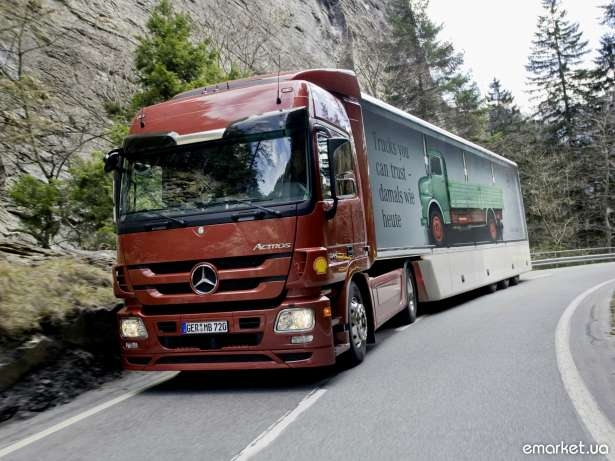 Trucks you
can trust -
damals wie
heute
ACTROS
GER MB 720
emarket.ua